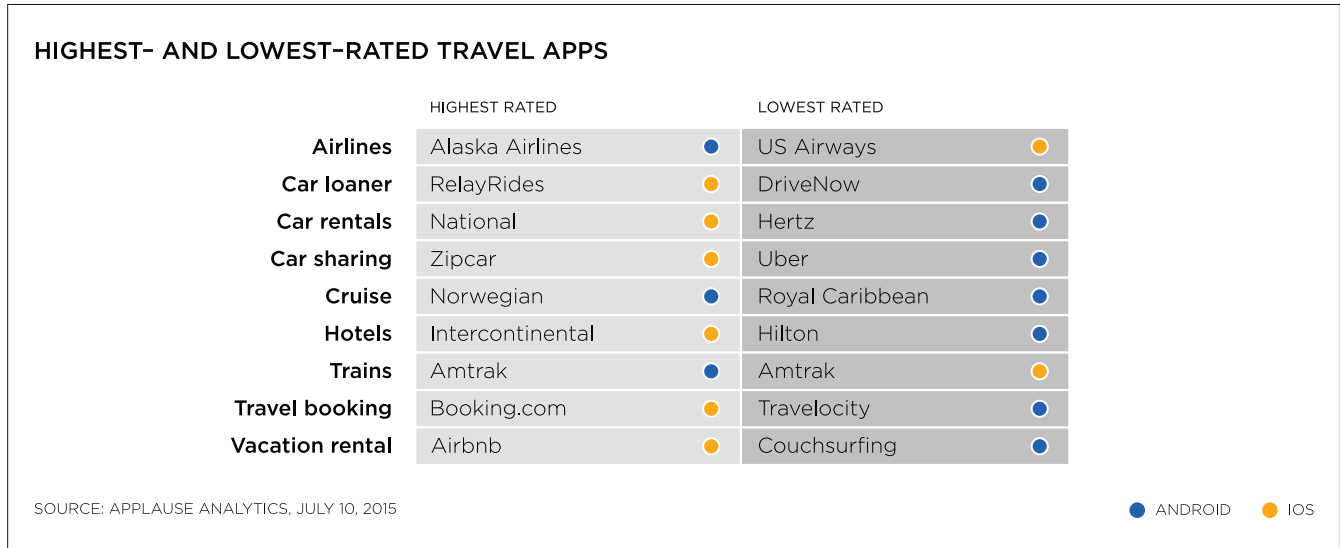 HIGHEST– AND LOWEST–RATED TRAVEL APPS
HIGHEST RATED LOWEST RATED
Airlines Alaska Airlines US Airways
Car loaner RelayRides DriveNow
Car rentals National Hertz
Car sharing Zipcar Uber
Cruise Norwegian Royal Caribbean
Hotels Intercontinental Hilton
Trains Amtrak Amtrak
Travel booking Booking.com Travelocity
Vacation rental Airbnb Couchsurfing
SOURCE: APPLAUSE ANALYTICS, JULY 10, 2015 ANDROID IOS